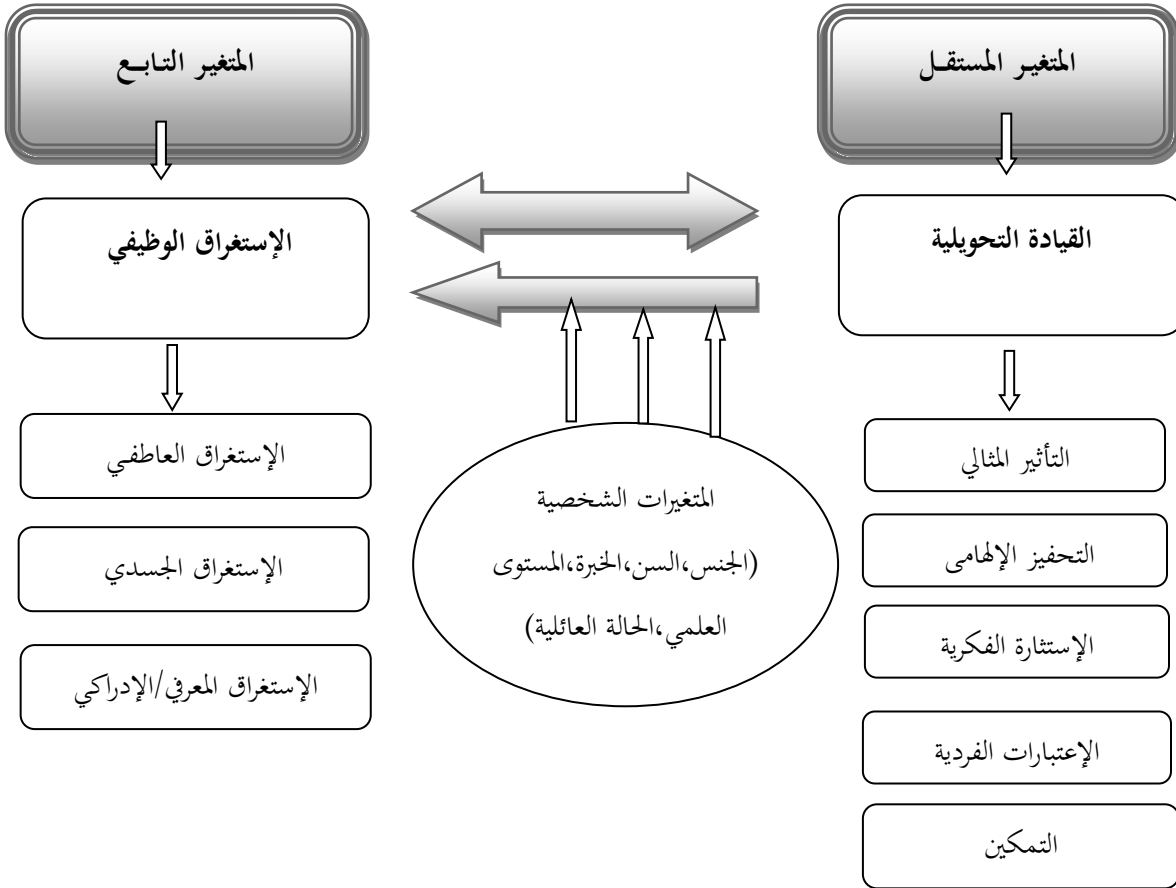 المتغير المستقل
القيادة التحويلية
التأثير المثالي
التحفيز الإلهامى
الإستثارة الفكرية
الإعتبارات الفردية
التمكين
المتغيرات الشخصية
(الجنس،السن،الخبرة،المستوى
العلمي،الحالة العائلية)
المتغير التابع
الإستغراق الوظيفي
الإستغراق العاطفي
الإستغراق الجسدي
الإستغراق المعرفي/الإدراكي